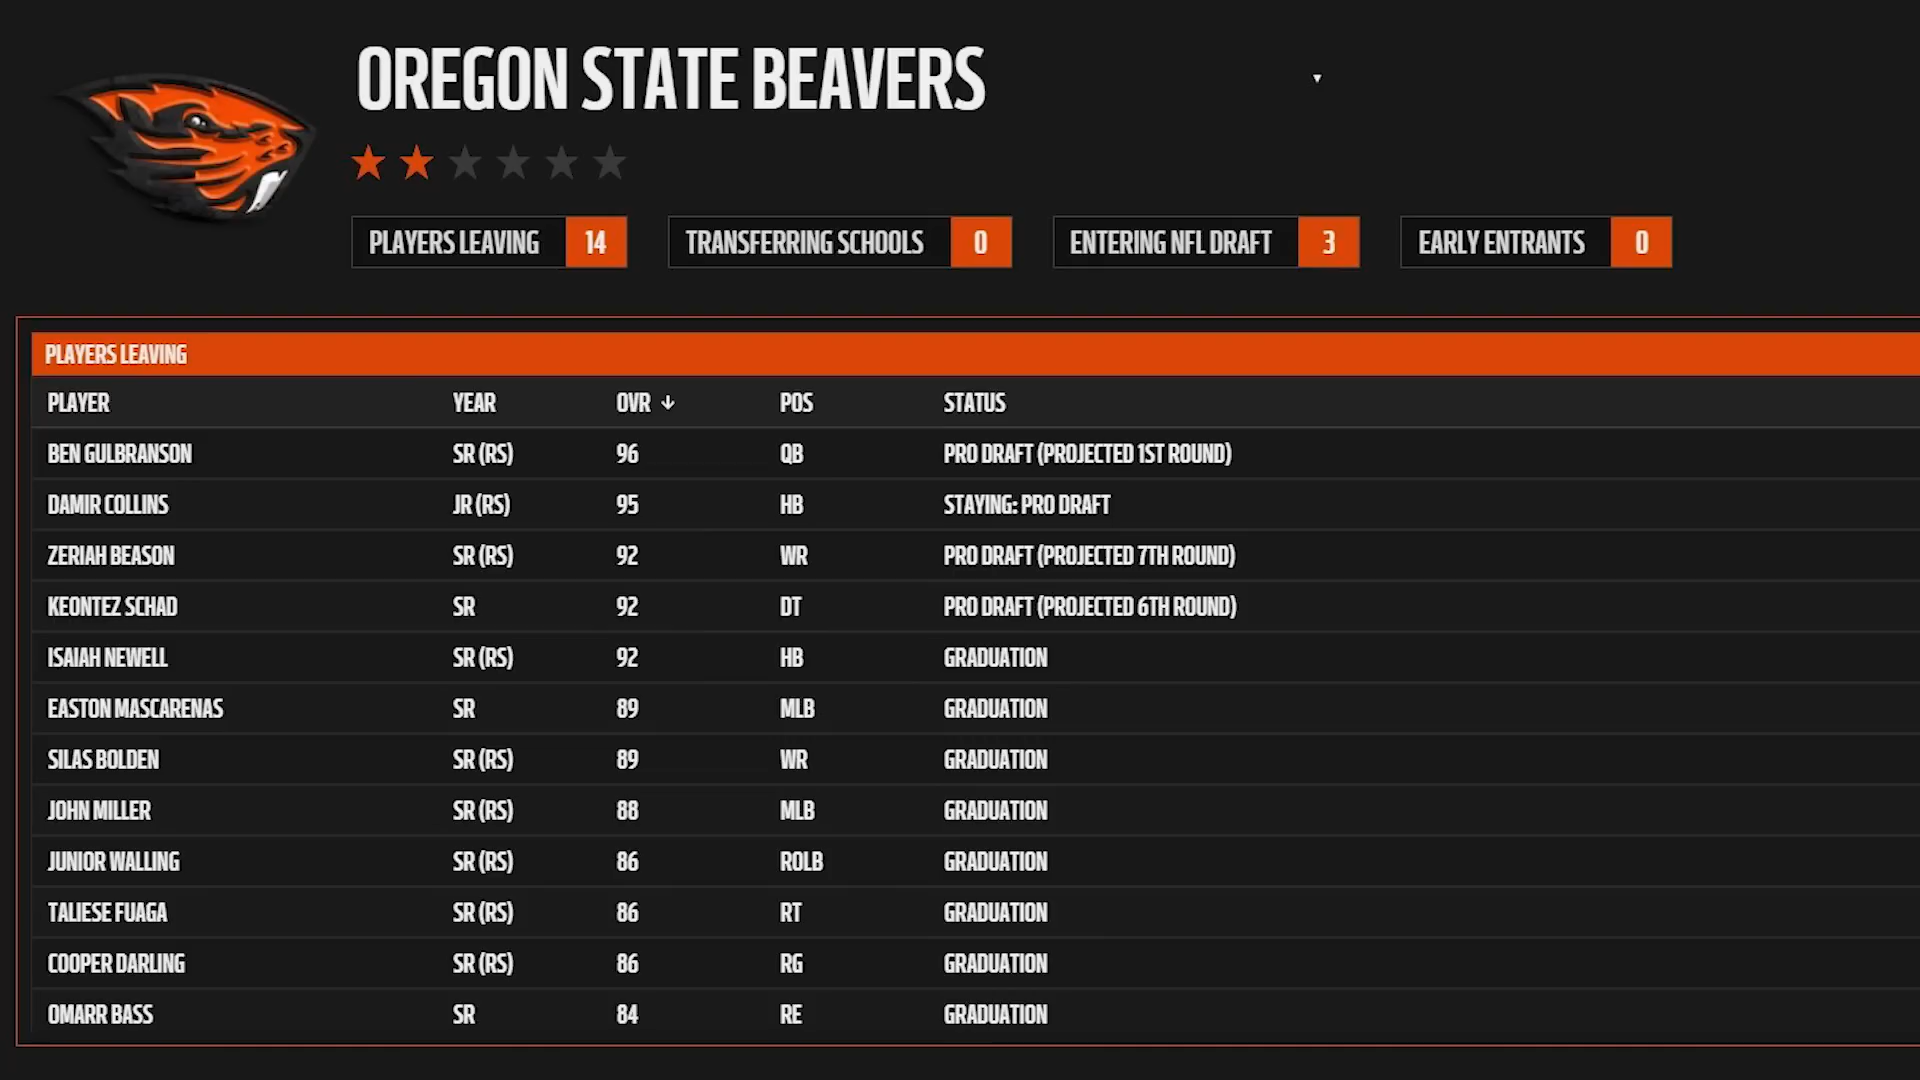 OREGON STATE BEAVERS
PLAYERS LEAVING 14 TRANSFERRING SCHOOLS 0 ENTERING NFL DRAFT 3 EARLY ENTRANTS 0
PLAYERS LEAVING
PLAYER YEAR OVR POS STATUS
BEN GULBRANSON SR (RS) 96 QB PRO DRAFT (PROJECTED 1ST ROUND)
DAMIR COLLINS JR (RS) 95 HB STAYING: PRO DRAFT
ZERIAH BEASON SR (RS) 92 WR PRO DRAFT (PROJECTED 7TH ROUND)
KEONTEZ SCHAD SR 92 DT PRO DRAFT (PROJECTED 6TH ROUND)
ISAIAH NEWELL SR (RS) 92 HB GRADUATION
EASTON MASCARENAS SR 89 MLB GRADUATION
SILAS BOLDEN SR (RS) 89 WR GRADUATION
JOHN MILLER SR (RS) 88 MLB GRADUATION
JUNIOR WALLING SR (RS) 86 ROLB GRADUATION
TALIESE FUAGA SR (RS) 86 RT GRADUATION
COOPER DARLING SR (RS) 86 RG GRADUATION
OMARR BASS SR 84 RE GRADUATION